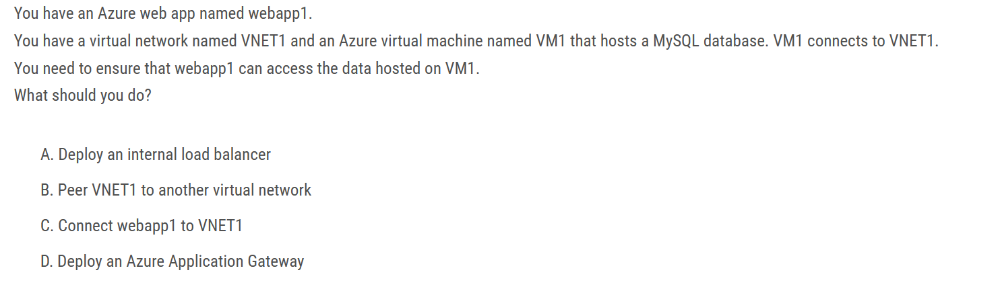 You have an Azure web app named webapp1.
You have a virtual network named VNET1 and an Azure virtual machine named VM1 that hosts a MySQL database. VM1 connects to VNET1.
You need to ensure that webapp1 can access the data hosted on VM1.
What should you do?
A. Deploy an internal load balancer
B. Peer VNET1 to another virtual network
C. Connect webapp1 to VNET1
D. Deploy an Azure Application Gateway